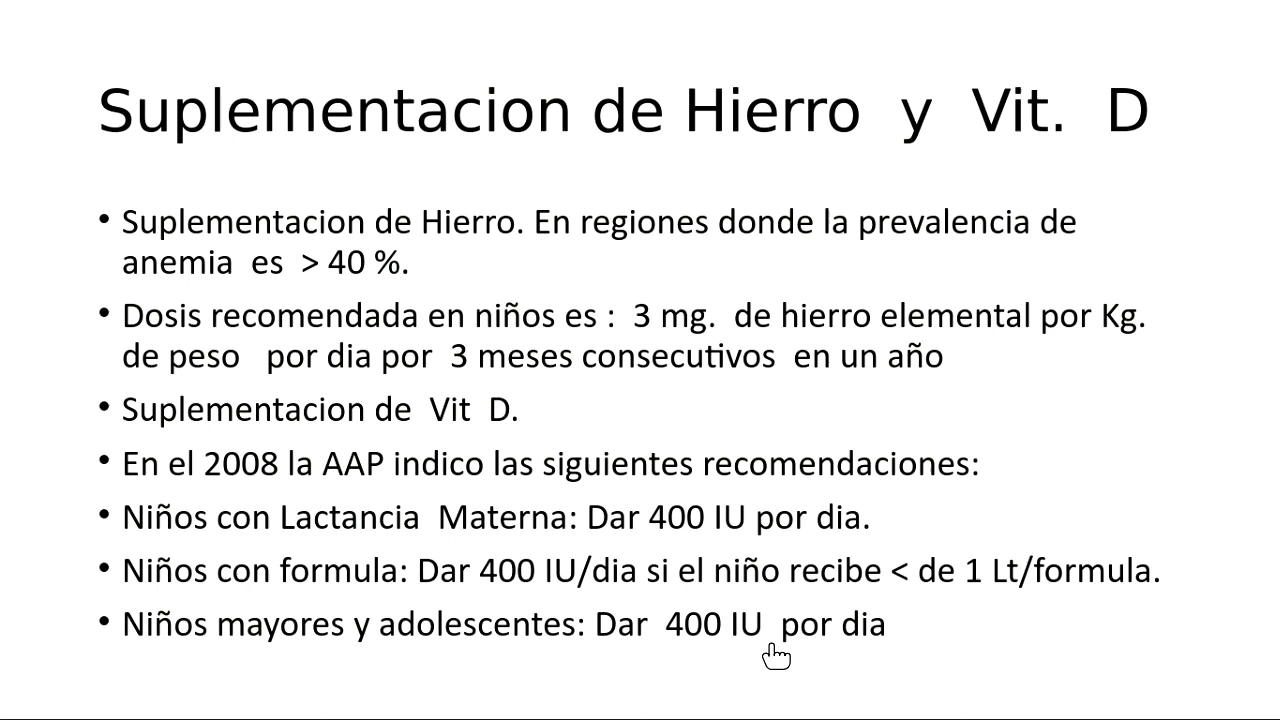 Suplementacion de Hierro  y  Vit.  D
• Suplementacion de Hierro. En regiones donde la prevalencia de
anemia  es  > 40 %.
• Dosis recomendada en niños es :  3 mg.  de hierro elemental por Kg.
de peso   por dia por  3 meses consecutivos  en un año
• Suplementacion de  Vit  D.
• En el 2008 la AAP indico las siguientes recomendaciones:
• Niños con Lactancia  Materna: Dar 400 IU por dia.
• Niños con formula: Dar 400 IU/dia si el niño recibe < de 1 Lt/formula.
• Niños mayores y adolescentes: Dar  400 IU  por dia